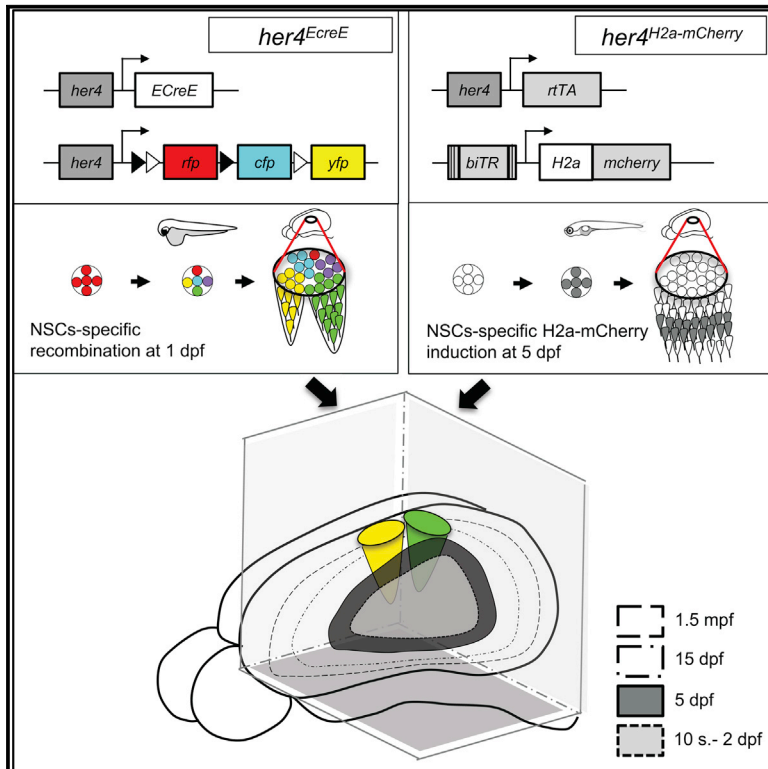 her4EcreE
her4 ECreE
her4 rfp cfp yfp
NSCs-specific
recombination at 1 dpf
her4H2a-mCherry
her4 rtTA
biTR H2a mcherry
NSCs-specific H2a-mCherry
induction at 5 dpf
1.5 mpf
15 dpf
5 dpf
10 s.- 2 dpf